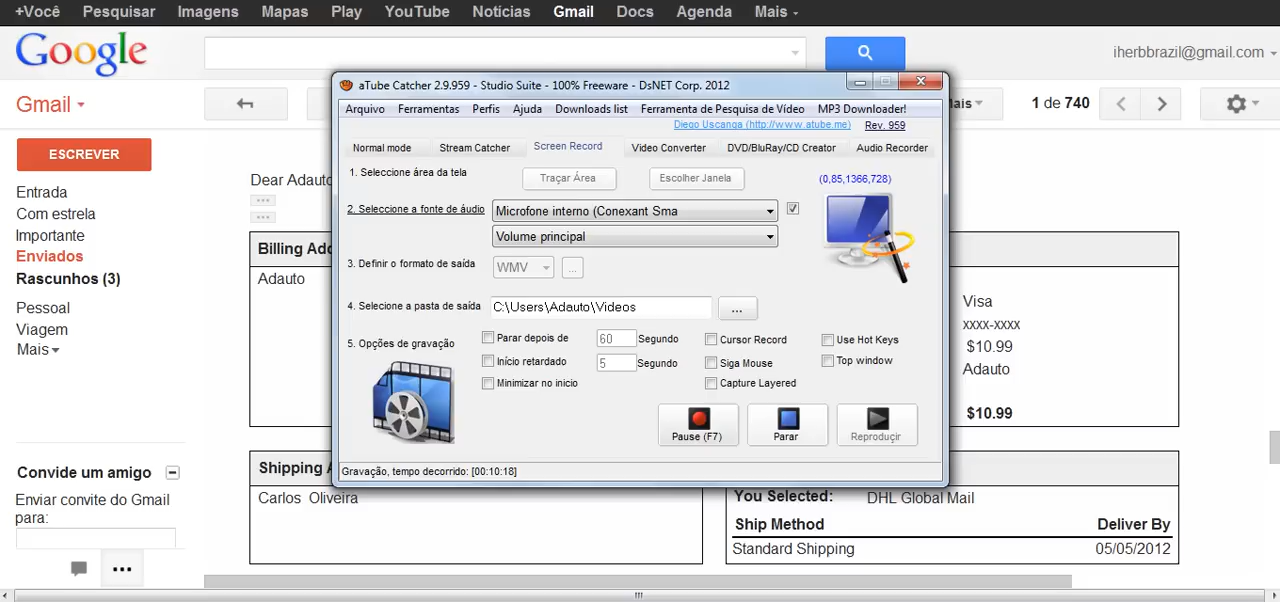 +Você Pesquisar Imagens Mapas Play YouTube Notícias Gmail Docs Agenda Mais
Google
iherbbrazil@gmail.com
Gmail
ais
1 de 740
ESCREVER
Entrada
Com estrela
Importante
Enviados
Rascunhos (3)
Pessoal
Viagem
Mais
Convide um amigo
Enviar convite do Gmail
para:
Dear Adauto
Billing Add
Adauto
aTube Catcher 2.9.959 - Studio Suite - 100% Freeware - DsNET Corp. 2012
Arquivo Ferramentas Perfis Ajuda Downloads list Ferramenta de Pesquisa de Vídeo MP3 Downloader!
Diego Uscanga (http://www.atube.me) Rev. 959
Normal mode Stream Catcher Screen Record Video Converter DVD/BluRay/CD Creator Audio Recorder
1. Seleccione área da tela Traçar Área Escolher Janela (0,85,1366,728)
2. Seleccione a fonte de áudio Microfone interno (Conexant Sma
Volume principal
3. Definir o formato de saída WMV ...
4. Selecione a pasta de saída C:\Users\Adauto\Videos ...
5. Opções de gravação
Parar depois de 60 Segundo Cursor Record Use Hot Keys
Início retardado 5 Segundo Siga Mouse Top window
Minimizar no inicio Capture Layered
Pause (F7) Parar Reproduçir
Gravação, tempo decorrido: [00:10:18]
Visa
xxxx-xxxx
$10.99
Adauto
$10.99
Shipping A
Carlos Oliveira
You Selected: DHL Global Mail
Ship Method Deliver By
Standard Shipping 05/05/2012